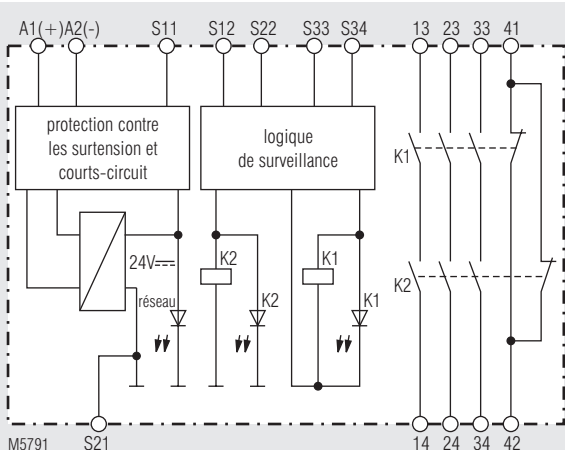 A1(+) A2(-) S11 S12 S22 S33 S34 13 23 33 41
protection contre
les surtension et
courts-circuit
logique
de surveillance
K1
24V
K2
K1
réseau
K2
K1
K2
M5791 S21 14 24 34 42